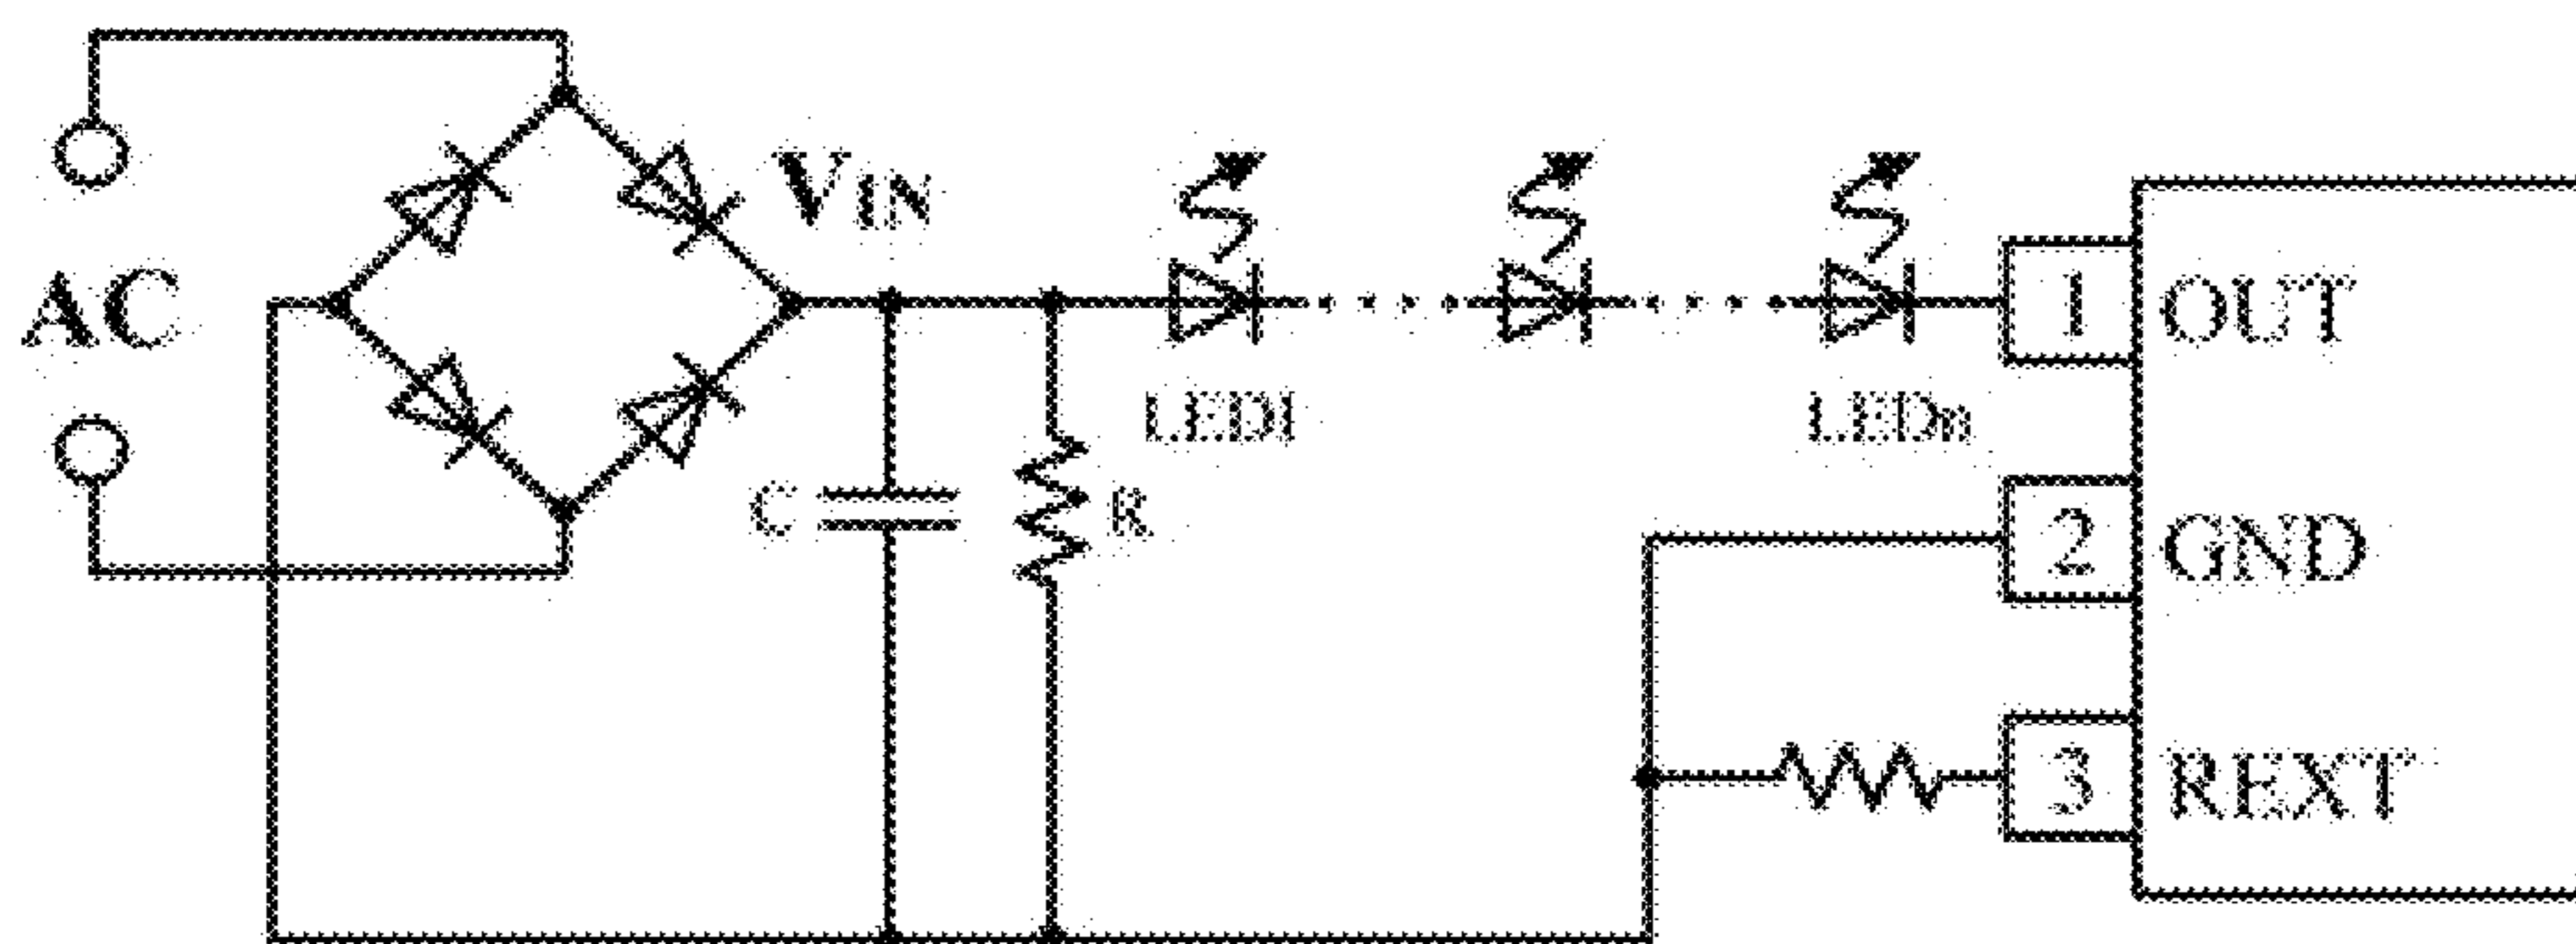 VIN
1 OUT
AC
LED1
LEDn
C
R
2 GND
3 REXT